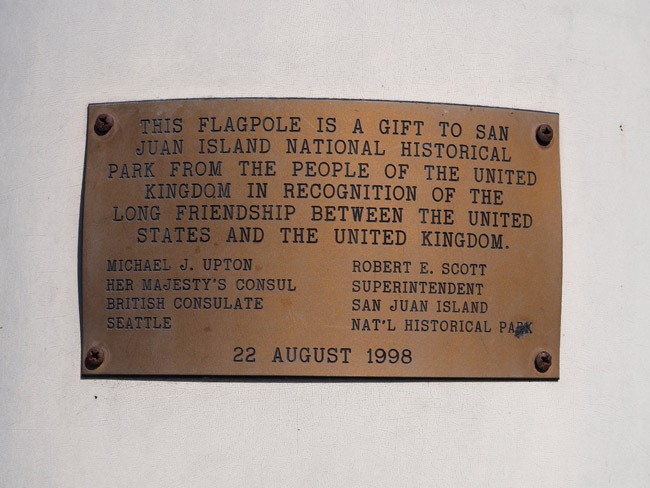 THIS FLAGPOLE IS A GIFT TO SAN
JUAN ISLAND NATIONAL HISTORICAL
PARK FROM THE PEOPLE OF THE UNITED
KINGDOM IN RECOGNITION OF THE
LONG FRIENDSHIP BETWEEN THE UNITED
STATES AND THE UNITED KINGDOM.
MICHAEL J. UPTON
HER MAJESTY'S CONSUL
BRITISH CONSULATE
SEATTLE
ROBERT E. SCOTT
SUPERINTENDENT
SAN JUAN ISLAND
NAT'L HISTORICAL PARK
22 AUGUST 1998